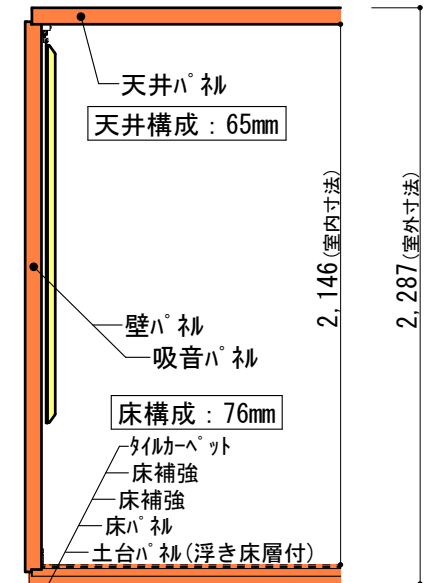 天井パネル
天井構成：65mm
2,146(室内寸法)
2,287(室外寸法)
壁パネル
吸音パネル
床構成：76mm
タイルカーペット
床補強
床補強
床パネル
土台パネル(浮き床層付)